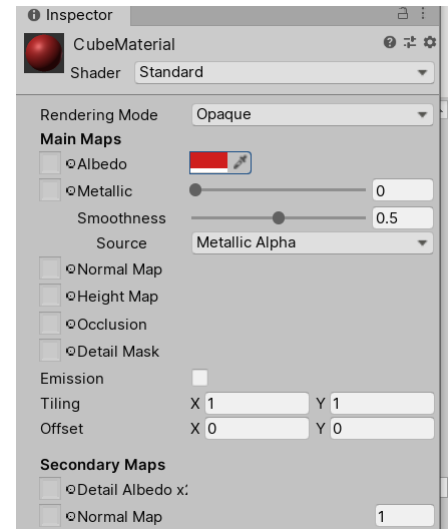 Inspector
CubeMaterial
Shader Standard
Rendering Mode Opaque
Main Maps
Albedo
Metallic 0
Smoothness 0.5
Source Metallic Alpha
Normal Map
Height Map
Occlusion
Detail Mask
Emission
Tiling X 1 Y 1
Offset X 0 Y 0
Secondary Maps
Detail Albedo x:
Normal Map 1